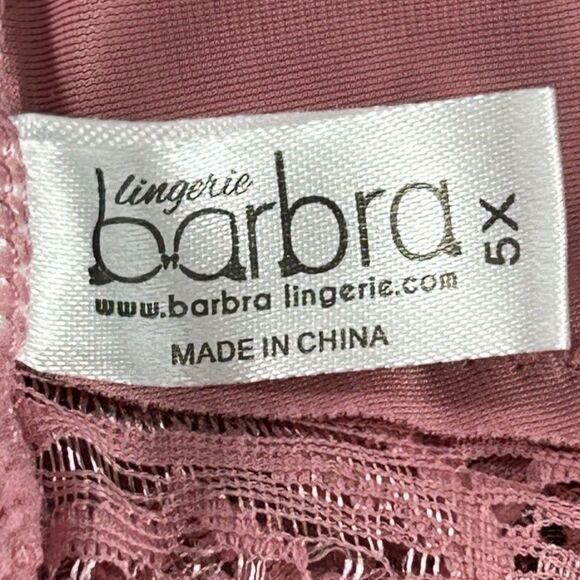 lingerie
barbra
www.barbra lingerie.com
MADE IN CHINA
5X